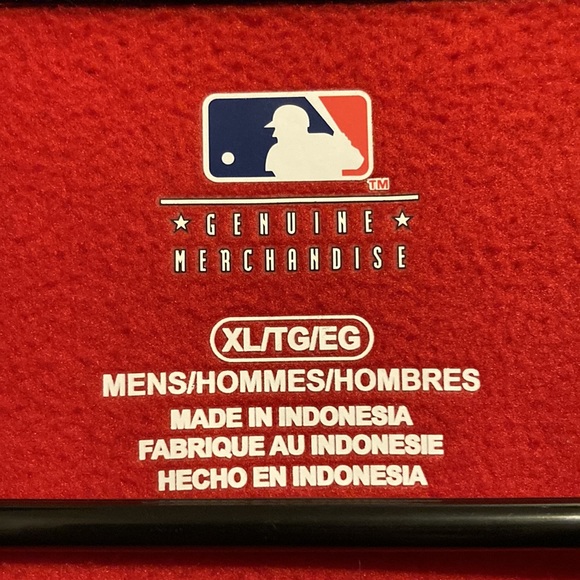 TM
★ GENUINE ★
MERCHANDISE
XL/TG/EG
MENS/HOMMES/HOMBRES
MADE IN INDONESIA
FABRIQUE AU INDONESIE
HECHO EN INDONESIA